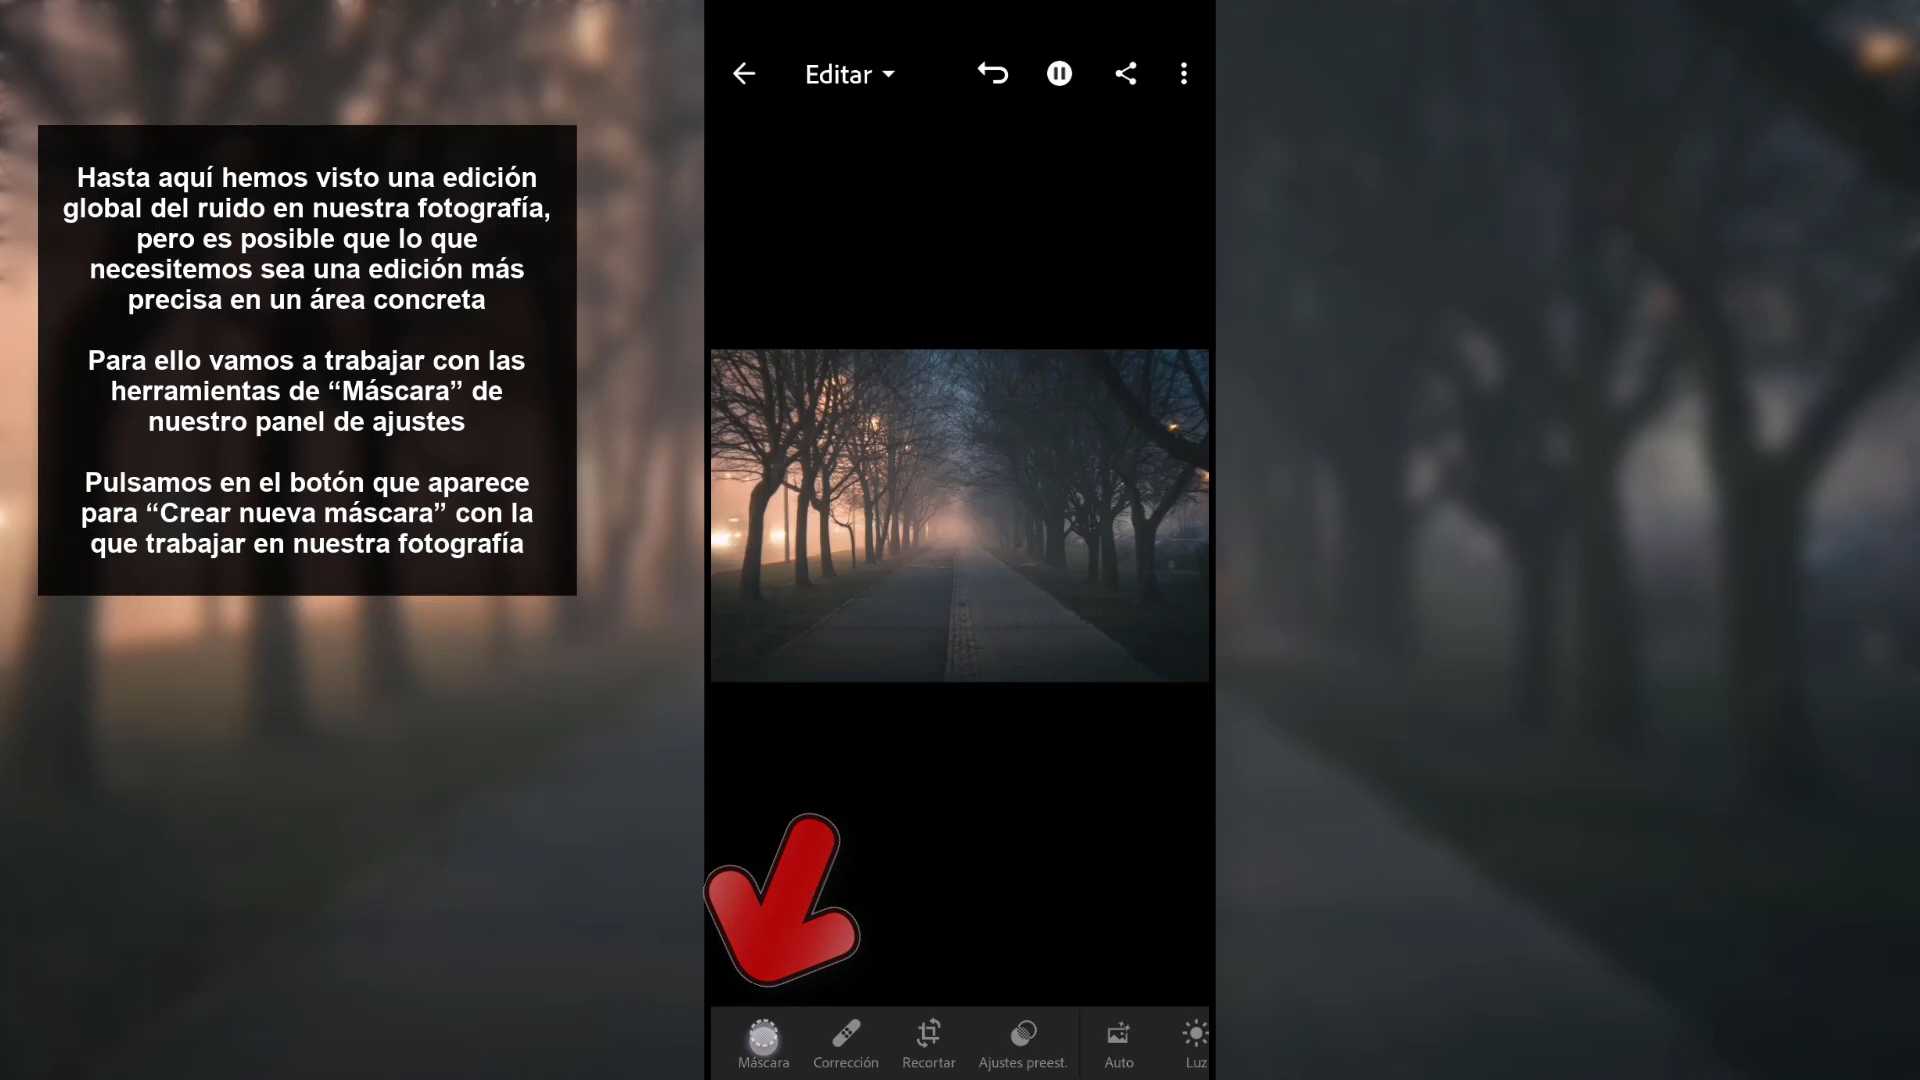 Editar
Hasta aquí hemos visto una edición
global del ruido en nuestra fotografía,
pero es posible que lo que
necesitemos sea una edición más
precisa en un área concreta
Para ello vamos a trabajar con las
herramientas de “Máscara” de
nuestro panel de ajustes
Pulsamos en el botón que aparece
para “Crear nueva máscara” con la
que trabajar en nuestra fotografía
Máscara Corrección Recortar Ajustes preest. Auto Luz